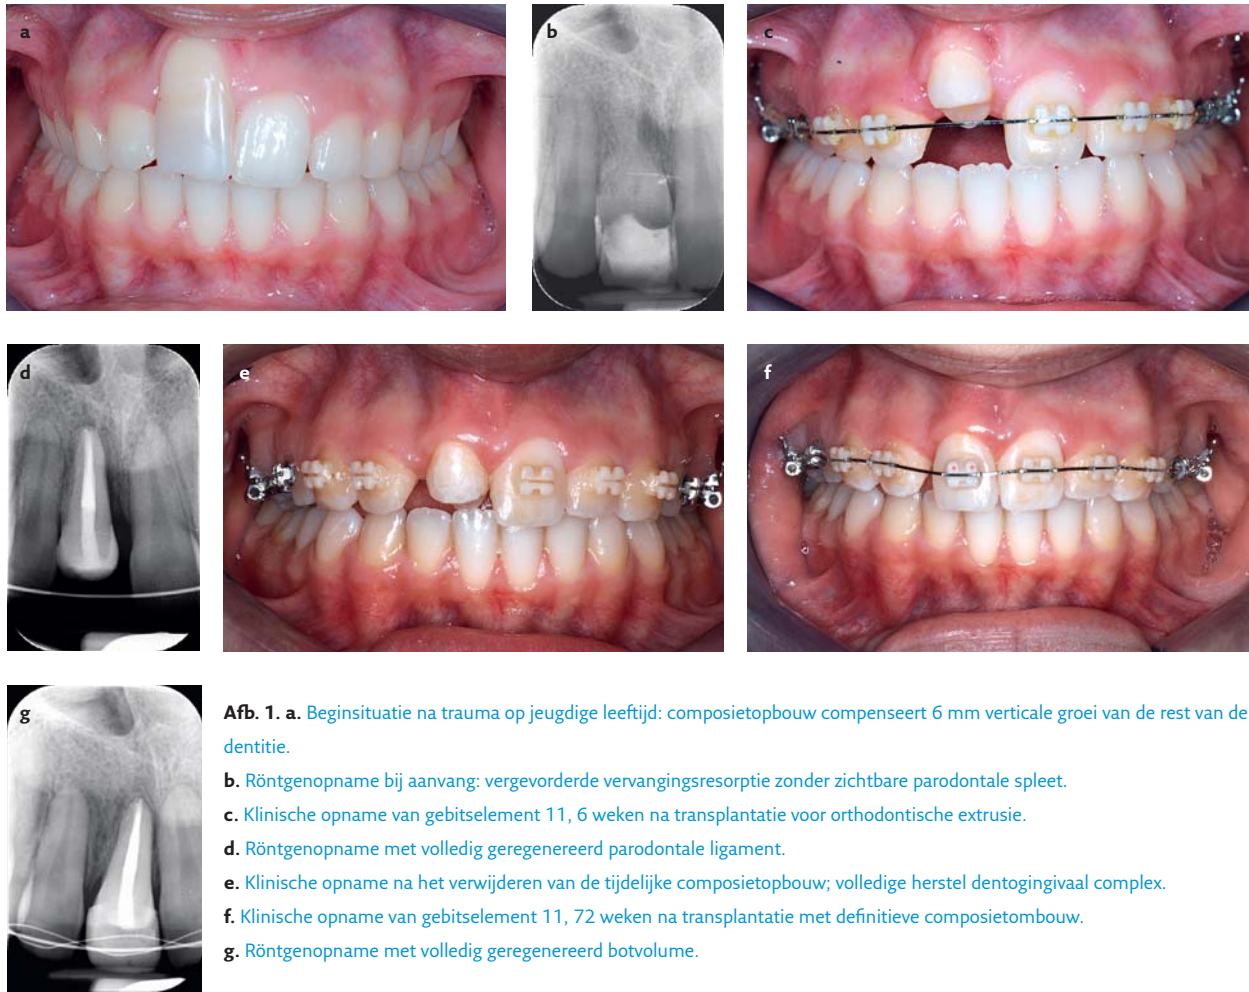 a
b
c
d
e
f
g
Afb. 1. a. Beginsituatie na trauma op jeugdige leeftijd: composietopbouw compenseert 6 mm verticale groei van de rest van de
dentitie.
b. Röntgenopname bij aanvang: vergevorderde vervangingsresorptie zonder zichtbare parodontale spleet.
c. Klinische opname van gebitselement 11, 6 weken na transplantatie voor orthodontische extrusie.
d. Röntgenopname met volledig geregenereerd parodontale ligament.
e. Klinische opname na het verwijderen van de tijdelijke composietopbouw; volledige herstel dentogingivaal complex.
f. Klinische opname van gebitselement 11, 72 weken na transplantatie met definitieve composietombouw.
g. Röntgenopname met volledig geregenereerd botvolume.